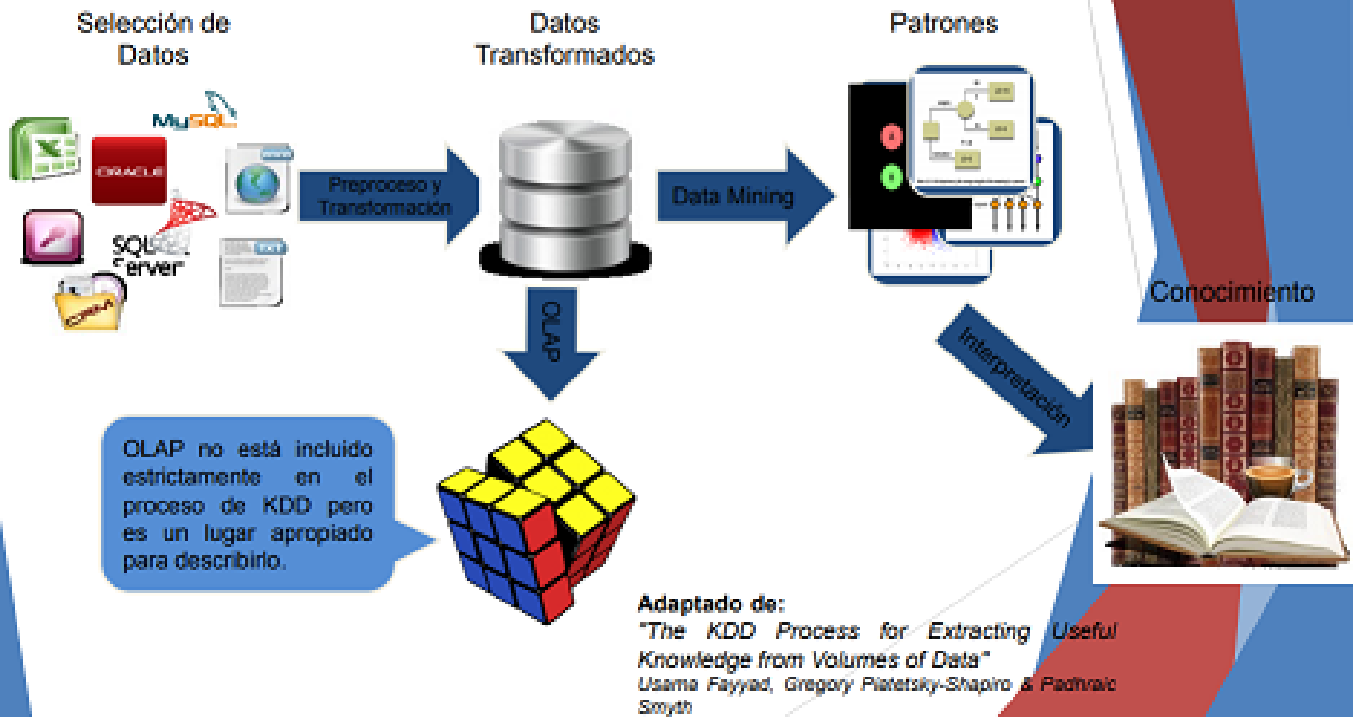 Selección de
Datos
Datos
Transformados
Patrones
MySQL
ORACLE
SQL
Server
CRM
Preproceso y
Transformación
Data Mining
OLAP
Interpretación
Conocimiento
OLAP no está incluido
estrictamente en el
proceso de KDD pero
es un lugar apropiado
para describirlo.
Adaptado de:
"The KDD Process for Extracting Useful
Knowledge from Volumes of Data"
Usama Fayyad, Gregory Piatetsky-Shapiro & Padhraic
Smyth